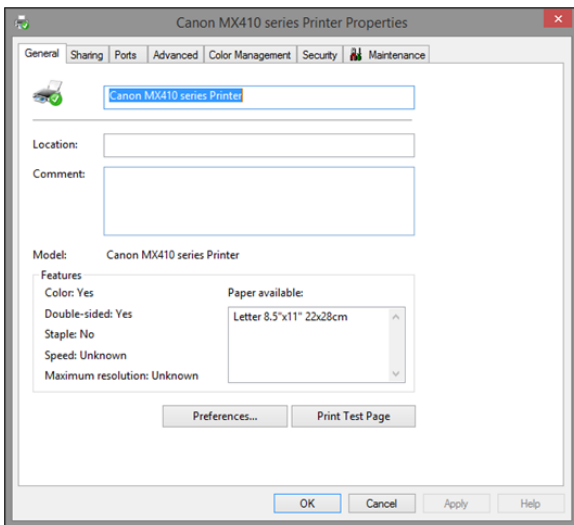 Canon MX410 series Printer Properties
General Sharing Ports Advanced Color Management Security Maintenance
Canon MX410 series Printer
Location:
Comment:
Model: Canon MX410 series Printer
Features
Color: Yes Paper available:
Double-sided: Yes Letter 8.5"x11" 22x28cm
Staple: No
Speed: Unknown
Maximum resolution: Unknown
Preferences... Print Test Page
OK Cancel Apply Help